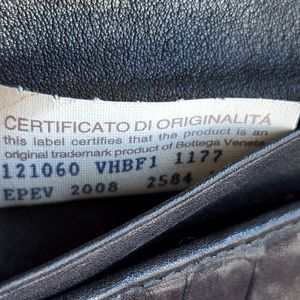 CERTIFICATO DI ORIGINALITÁ
this label certifies that the product is an
original trademark product of Bottega Veneta
121060 VHBF1 1177
EPEV 2008 2584